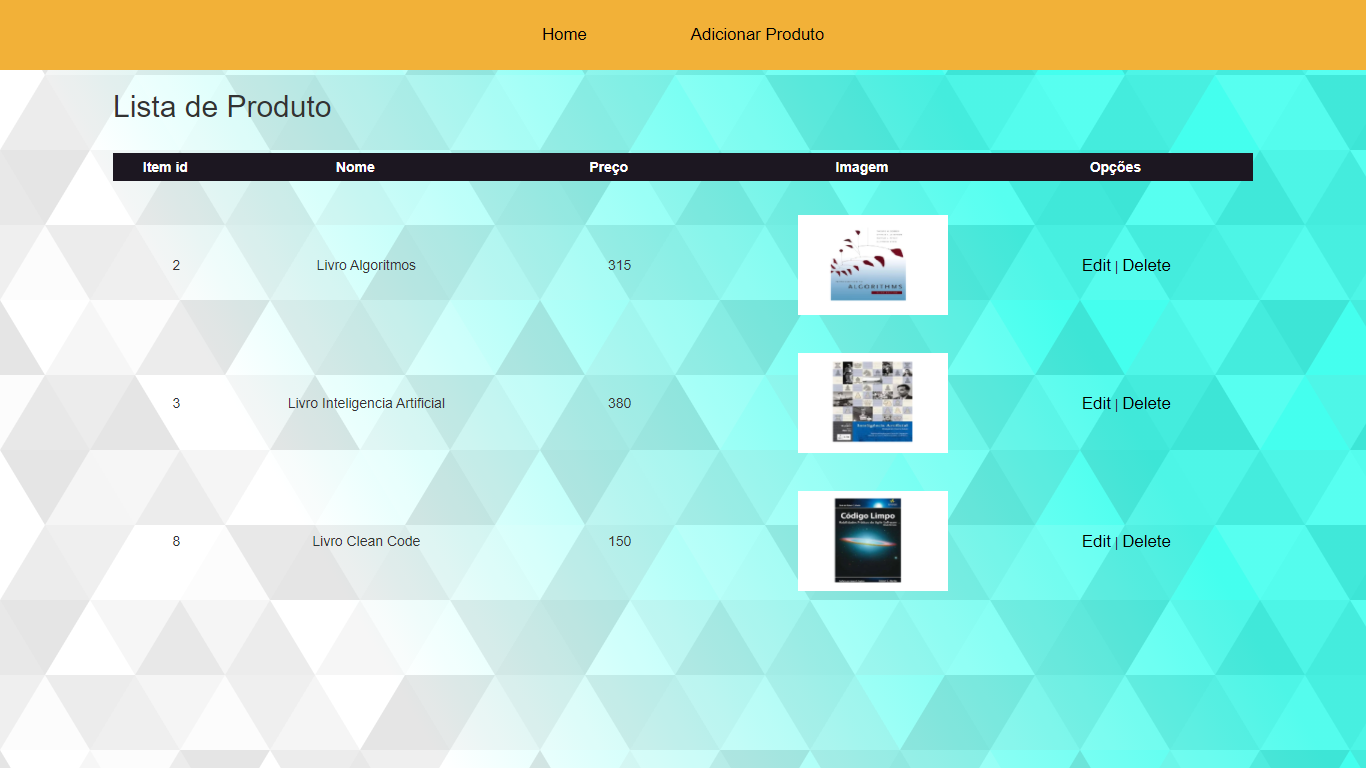 Home Adicionar Produto
Lista de Produto
Item id Nome Preço Imagem Opções
ALGORITHMS
2 Livro Algoritmos 315 Edit | Delete
3 Livro Inteligencia Artificial 380 Edit | Delete
Código Limpo
8 Livro Clean Code 150 Edit | Delete